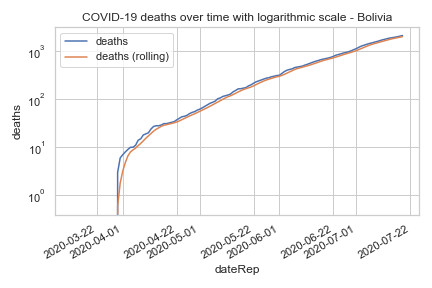 COVID-19 deaths over time with logarithmic scale - Bolivia
deaths
deaths (rolling)
10³
10²
10¹
10⁰
deaths
2020-03-22
2020-04-01
2020-04-22
2020-05-01
2020-05-22
2020-06-01
2020-06-22
2020-07-01
2020-07-22
dateRep